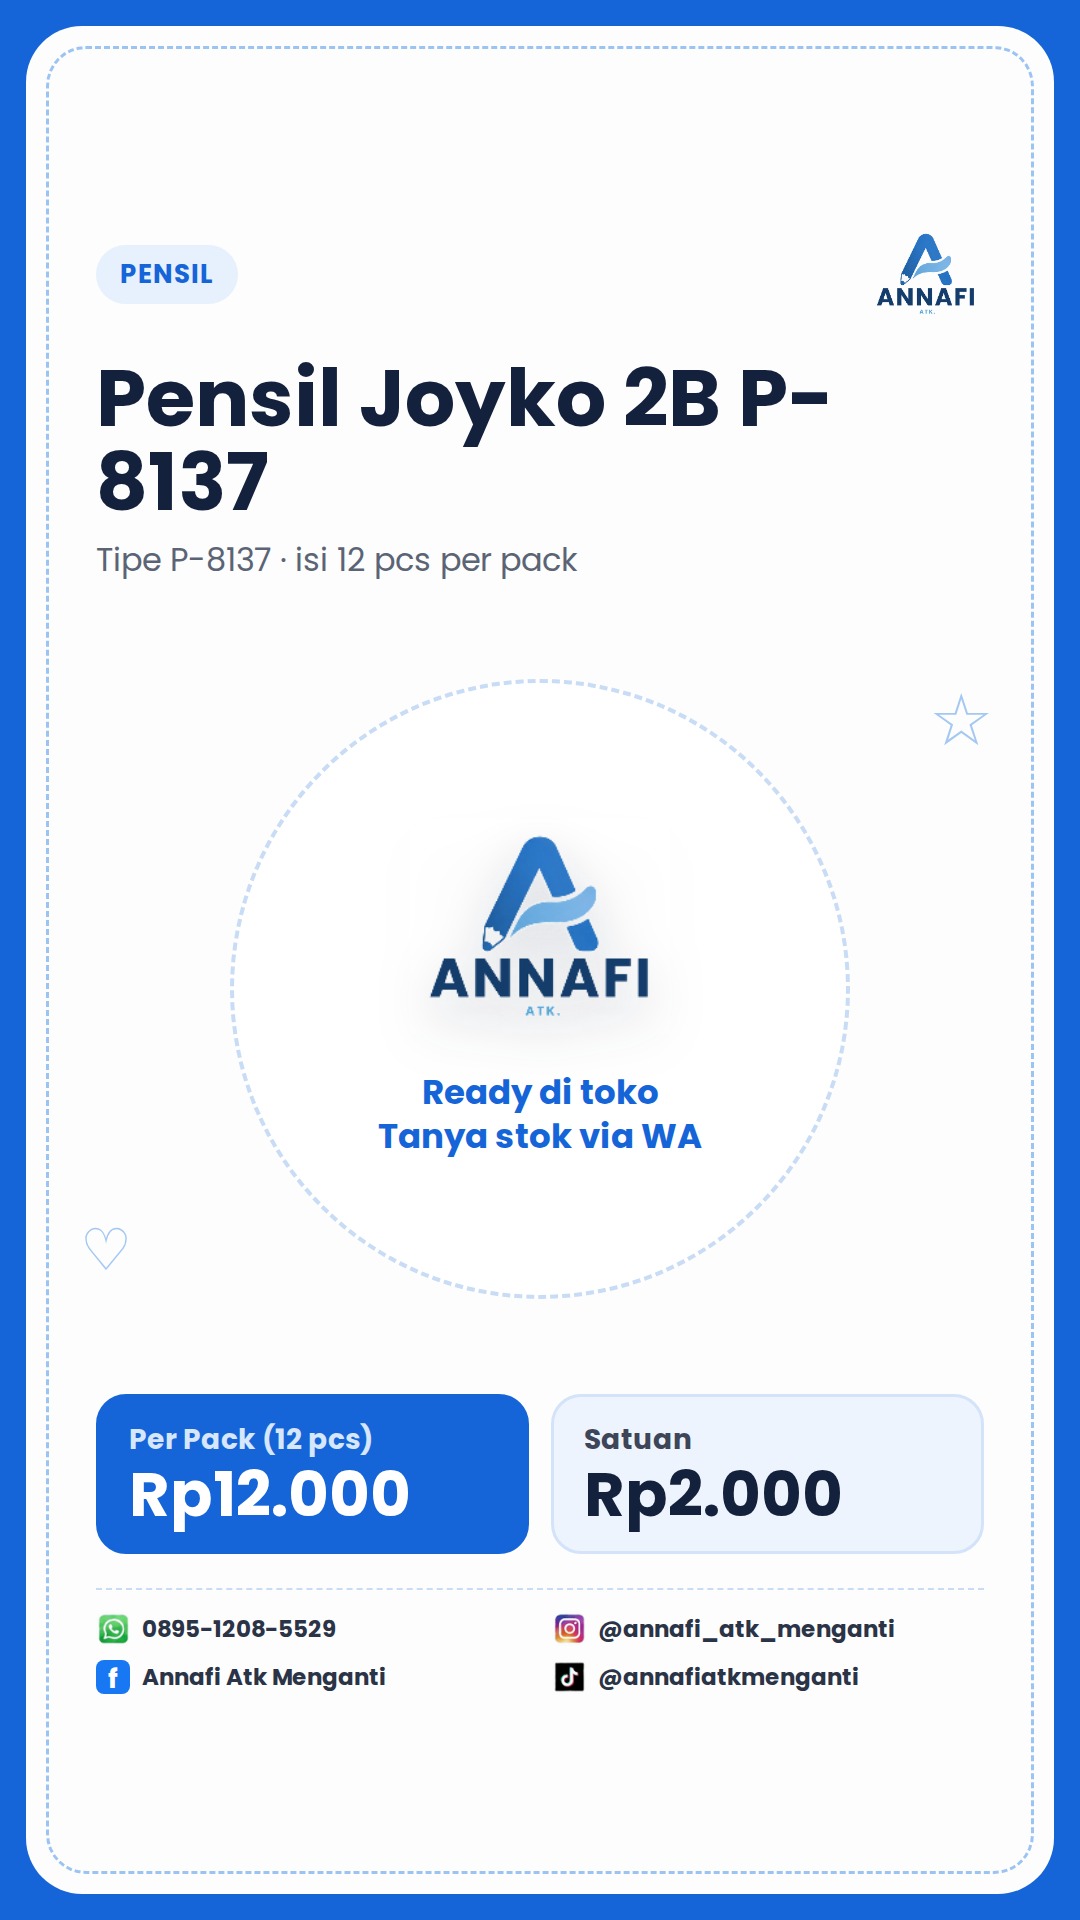 PENSIL
ANNAFI
ATK.
Pensil Joyko 2B P-
8137
Tipe P-8137 · isi 12 pcs per pack
ANNAFI
ATK.
Ready di toko
Tanya stok via WA
Per Pack (12 pcs)
Rp12.000
Satuan
Rp2.000
0895-1208-5529
@annafi_atk_menganti
Annafi Atk Menganti
@annafiatkmenganti